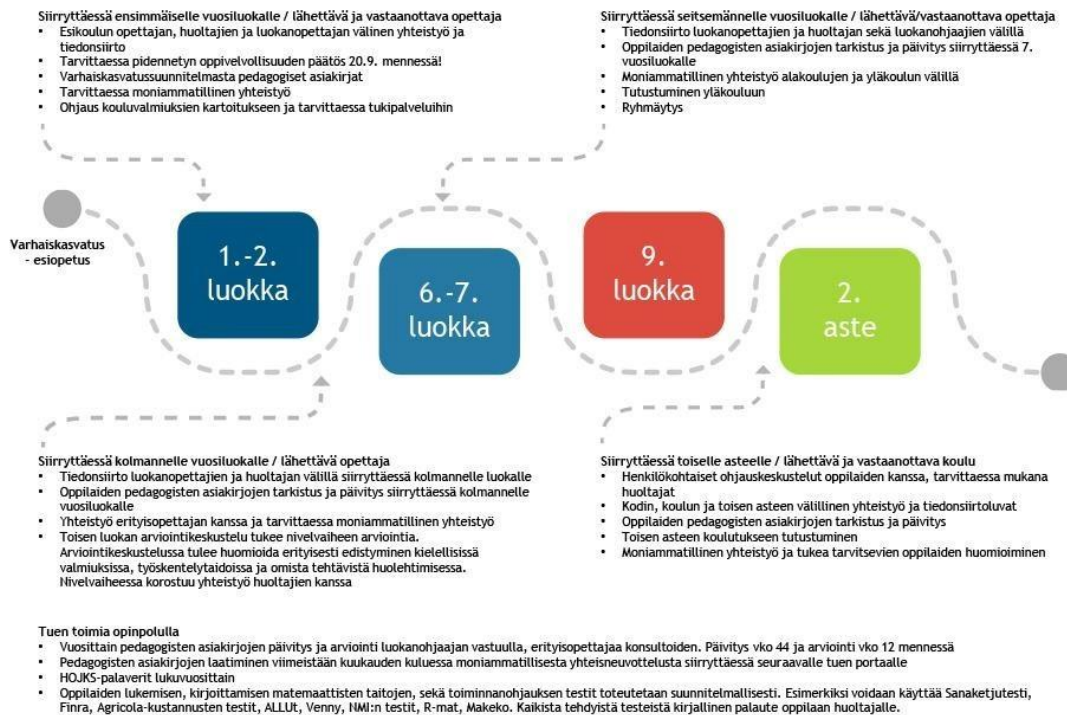 Siirryttäessä ensimmäiselle vuosiluokalle / lähettävä ja vastaanottava opettaja
• Esikoulun opettajan, huoltajien ja luokanopettajan välinen yhteistyö ja
tiedonsiirto
• Tarvittaessa pidennetyn oppivelvollisuuden päätös 20.9. mennessä!
• Varhaiskasvatussuunnitelmasta pedagogiset asiakirjat
• Tarvittaessa moniammatillinen yhteistyö
• Ohjaus kouluvalmiuksien kartoitukseen ja tarvittaessa tukipalveluihin
Siirryttäessä seitsemännelle vuosiluokalle / lähettävä/vastaanottava opettaja
• Tiedonsiirto luokanopettajien ja huoltajan sekä luokanohjaajien välillä
• Oppilaiden pedagogisten asiakirjojen tarkistus ja päivitys siirryttäessä 7.
vuosiluokalle
• Moniammatillinen yhteistyö alakoulujen ja yläkoulun välillä
• Tutustuminen yläkouluun
• Ryhmäytys
Varhaiskasvatus
- esiopetus
1.-2.
luokka
6.-7.
luokka
9.
luokka
2.
aste
Siirryttäessä kolmannelle vuosiluokalle / lähettävä opettaja
• Tiedonsiirto luokanopettajien ja huoltajan välillä siirryttäessä kolmannelle luokalle
• Oppilaiden pedagogisten asiakirjojen tarkistus ja päivitys siirryttäessä kolmannelle
vuosiluokalle
• Yhteistyö erityisopettajan kanssa ja tarvittaessa moniammatillinen yhteistyö
• Toisen luokan arviointikeskustelu tukee nivelvaiheen arviointia.
Arviointikeskustelussa tulee huomioida erityisesti edistyminen kielellisissä
valmiuksissa, työskentelytaidoissa ja omista tehtävistä huolehtimisessa.
Nivelvaiheessa korostuu yhteistyö huoltajien kanssa
Siirryttäessä toiselle asteelle / lähettävä ja vastaanottava koulu
• Henkilökohtaiset ohjauskeskustelut oppilaiden kanssa, tarvittaessa mukana
huoltajat
• Kodin, koulun ja toisen asteen välillinen yhteistyö ja tiedonsiirtoluvat
• Oppilaiden pedagogisten asiakirjojen tarkistus ja päivitys
• Toisen asteen koulutukseen tutustuminen
• Moniammatillinen yhteistyö ja tukea tarvitsevien oppilaiden huomioiminen
Tuen toimia opinpolulla
• Vuosittain pedagogisten asiakirjojen päivitys ja arviointi luokanohjaajan vastuulla, erityisopettajaa konsultoiden. Päivitys vko 44 ja arviointi vko 12 mennessä
• Pedagogisten asiakirjojen laatiminen viimeistään kuukauden kuluessa moniammatillisesta yhteisneuvottelusta siirryttäessä seuraavalle tuen portaalle
• HOJKS-palaverit lukuvuosittain
• Oppilaiden lukemisen, kirjoittamisen matemaattisten taitojen, sekä toiminnanohjauksen testit toteutetaan suunnitelmallisesti. Esimerkiksi voidaan käyttää Sanaketjutesti,
Finra, Agricola-kustannusten testit, ALLUt, Venny, NMI:n testit, R-mat, Makeko. Kaikista tehdyistä testeistä kirjallinen palaute oppilaan huoltajalle.